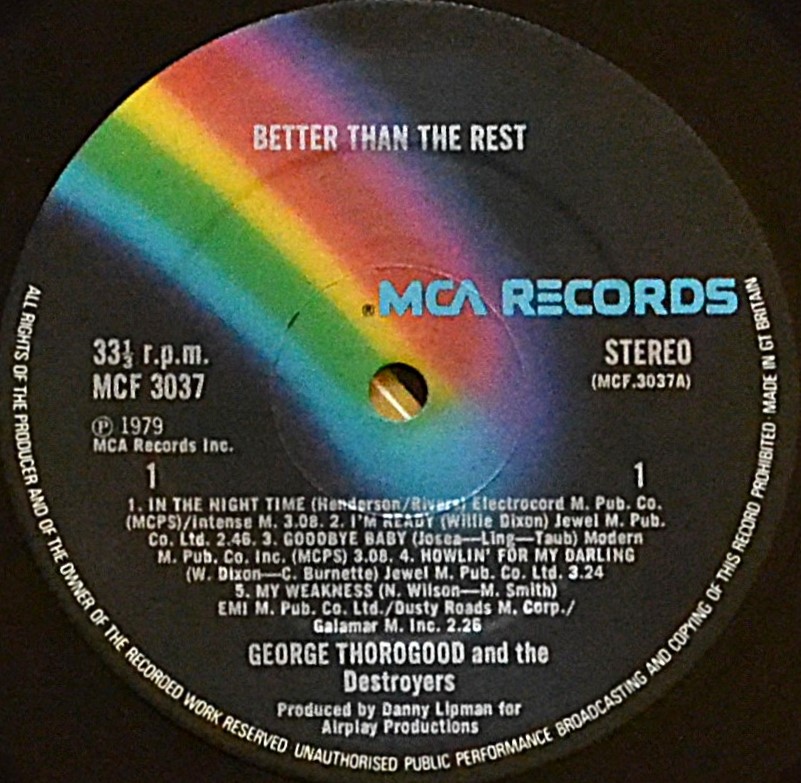 BETTER THAN THE REST
® MCA RECORDS
33⅓ r.p.m.
MCF 3037
STEREO
(MCF.3037A)
Ⓟ 1979
MCA Records Inc.
1
1
1. IN THE NIGHT TIME (Henderson/Rivers) Electrocord M. Pub. Co.
(MCPS)/Intense M. 3.08. 2. I'M READY (Willie Dixon) Jewel M. Pub.
Co. Ltd. 2.46. 3. GOODBYE BABY (Josea—Ling—Taub) Modern
M. Pub. Co. Inc. (MCPS) 3.08. 4. HOWLIN' FOR MY DARLING
(W. Dixon—C. Burnette) Jewel M. Pub. Co. Ltd. 3.24
5. MY WEAKNESS (N. Wilson—M. Smith)
EMI M. Pub. Co. Ltd./Dusty Roads M. Corp./
Galamar M. Inc. 2.26
GEORGE THOROGOOD and the
Destroyers
Produced by Danny Lipman for
Airplay Productions
ALL RIGHTS OF THE PRODUCER AND OF THE OWNER OF THE RECORDED WORK RESERVED UNAUTHORISED PUBLIC PERFORMANCE BROADCASTING AND COPYING OF THIS RECORD PROHIBITED · MADE IN GT BRITAIN